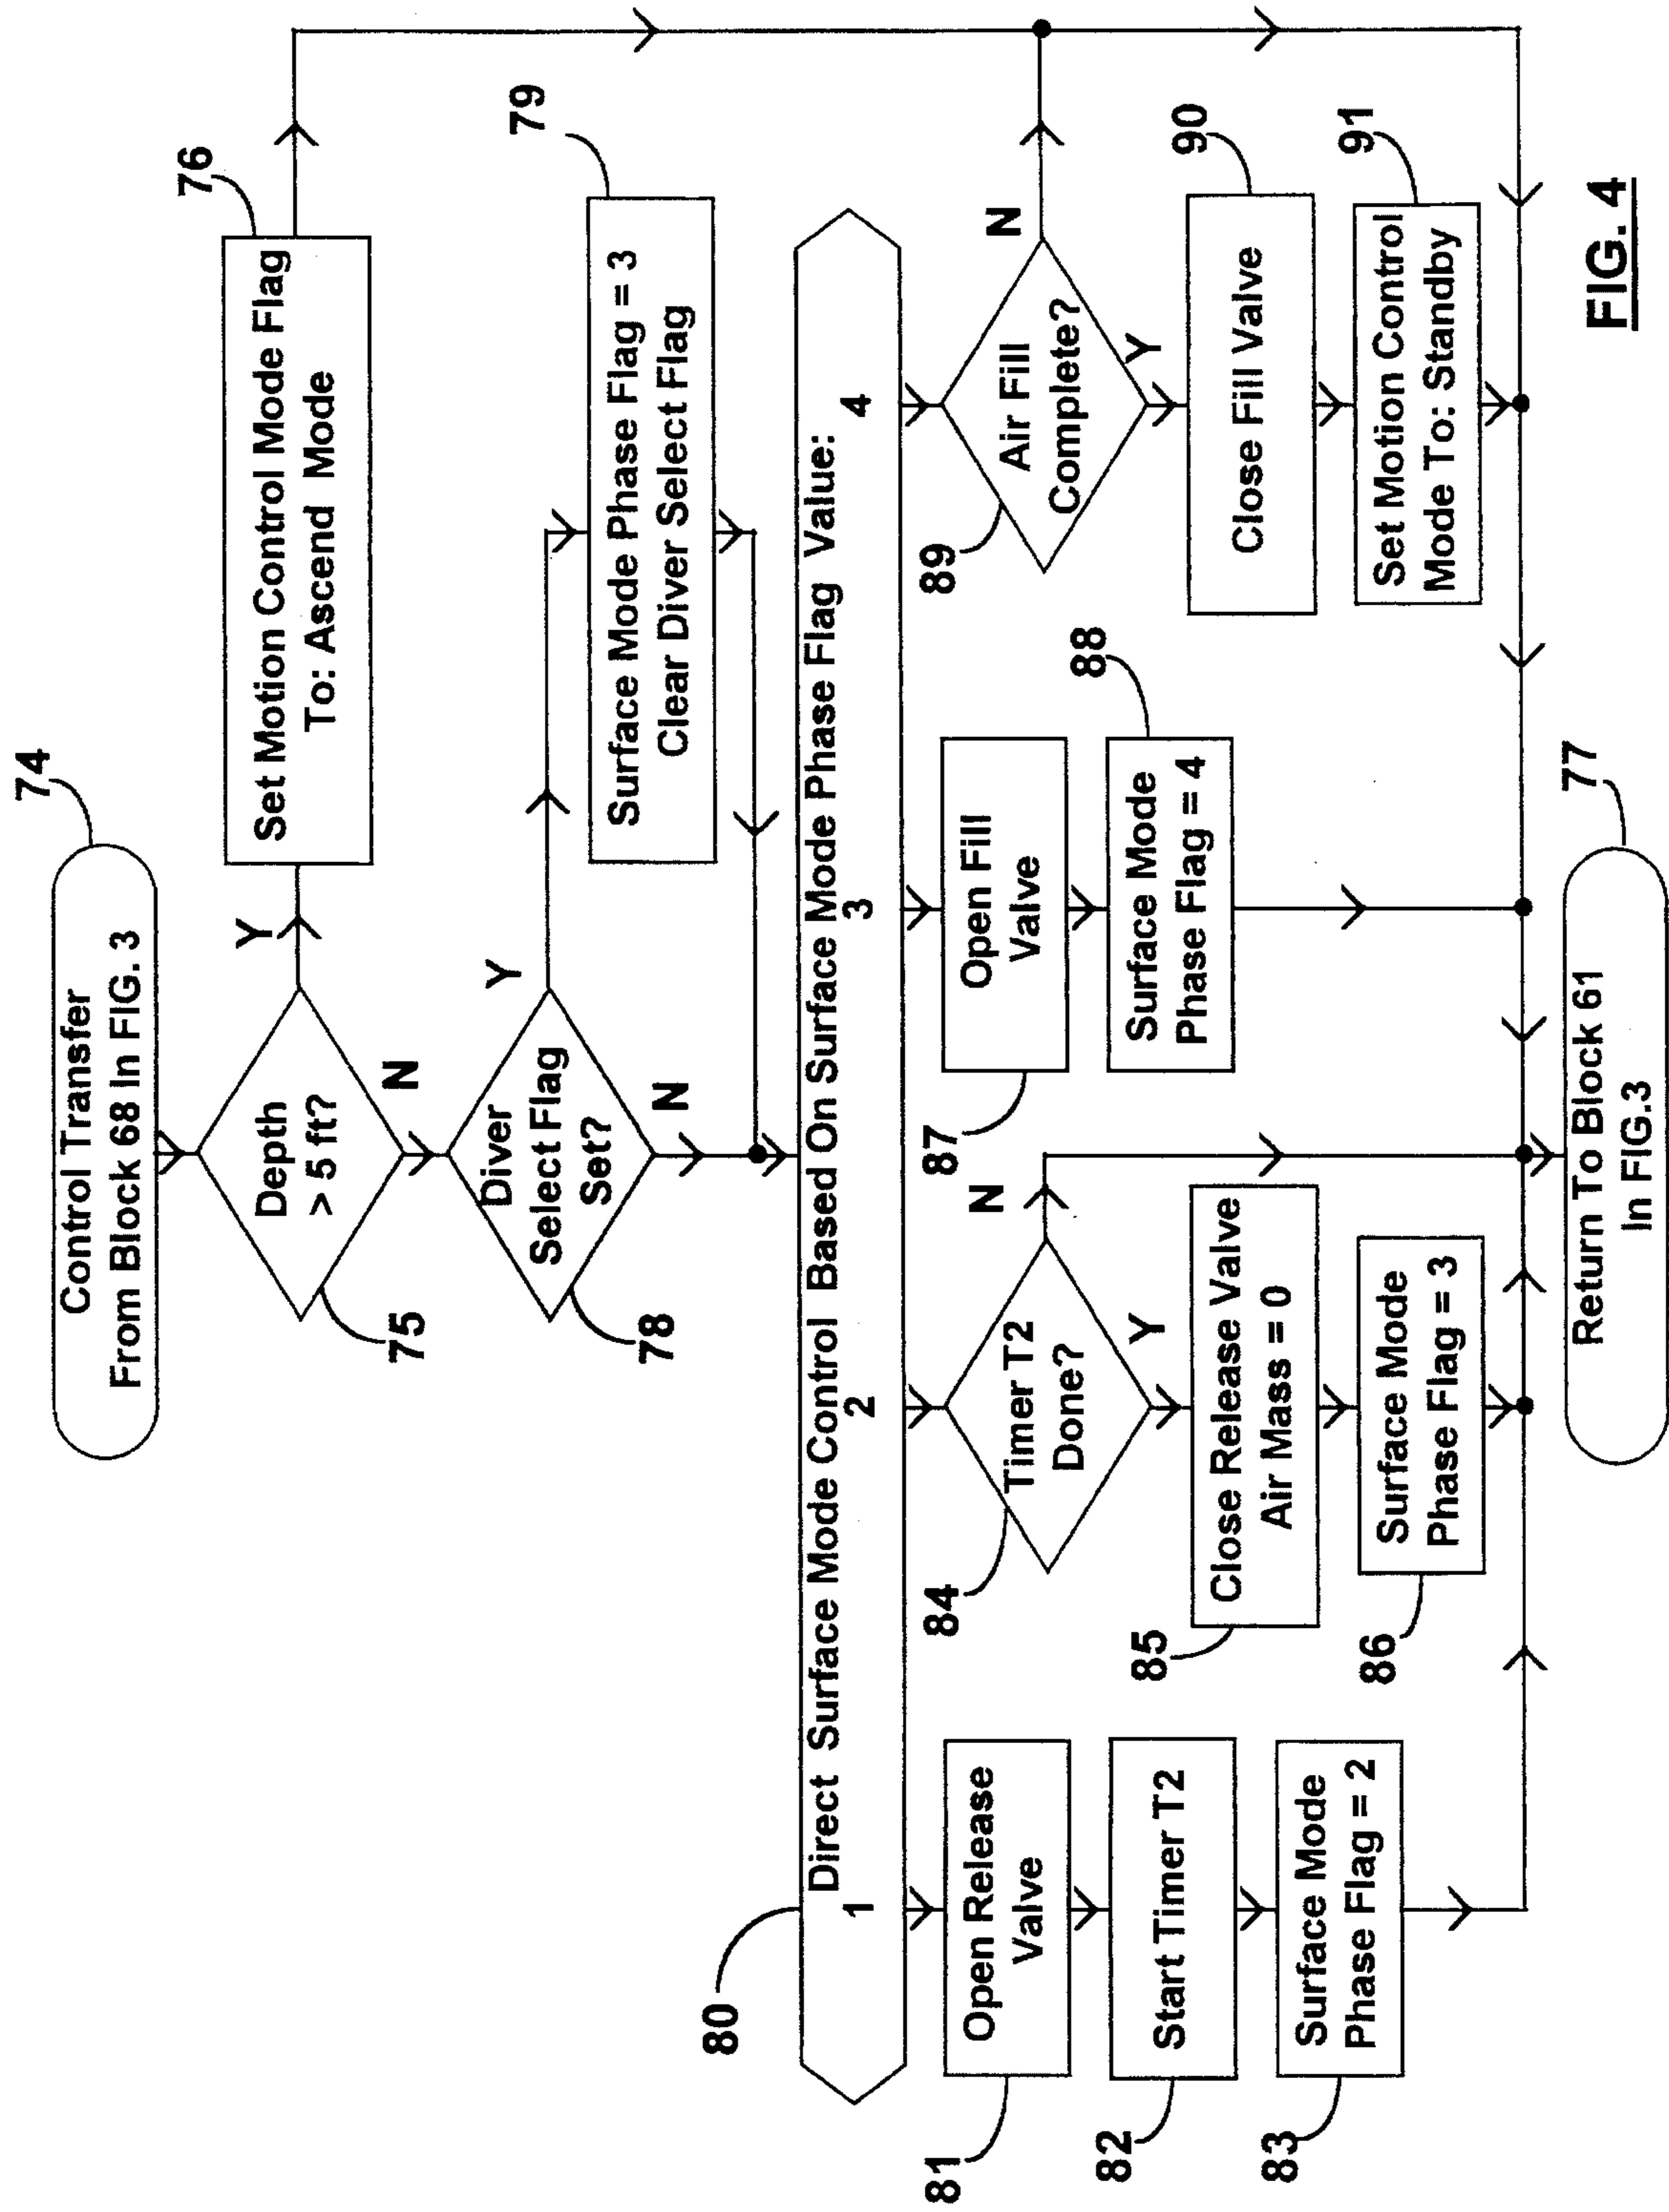 74
Control Transfer
From Block 68 In FIG. 3
75
Depth
> 5 ft?
Y
N
76
Set Motion Control Mode Flag
To: Ascend Mode
78
Diver
Select Flag
Set?
Y
N
79
Surface Mode Phase Flag = 3
Clear Diver Select Flag
80
Direct Surface Mode Control Based On Surface Mode Phase Flag Value:
1
2
3
4
81
Open Release
Valve
82
Start Timer T2
83
Surface Mode
Phase Flag = 2
84
Timer T2
Done?
N
Y
85
Close Release Valve
Air Mass = 0
86
Surface Mode
Phase Flag = 3
87
Open Fill
Valve
88
Surface Mode
Phase Flag = 4
89
Air Fill
Complete?
N
Y
90
Close Fill Valve
91
Set Motion Control
Mode To: Standby
77
Return To Block 61
In FIG.3
FIG. 4